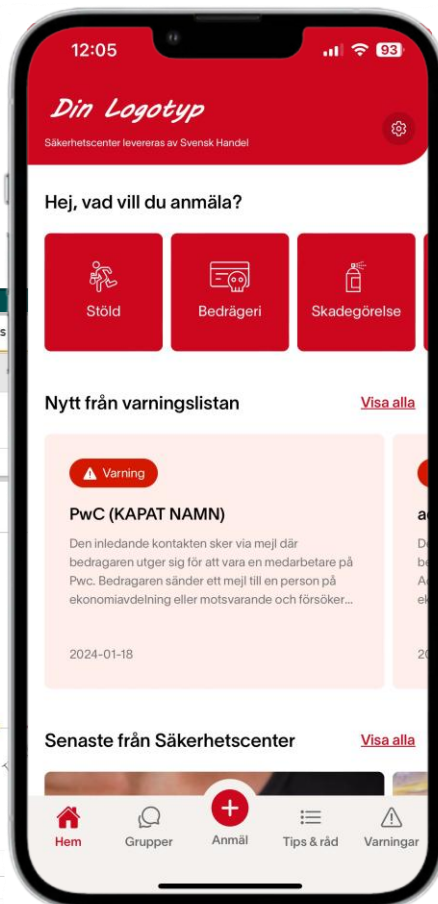 12:05
93
Din Logotyp
Säkerhetscenter levereras av Svensk Handel
Hej, vad vill du anmäla?
Stöld
Bedrägeri
Skadegörelse
Nytt från varningslistan
Visa alla
Varning
PwC (KAPAT NAMN)
Den inledande kontakten sker via mejl där
bedragaren utger sig för att vara en medarbetare på
Pwc. Bedragaren sänder ett mejl till en person på
ekonomiavdelning eller motsvarande och försöker...
2024-01-18
Senaste från Säkerhetscenter
Visa alla
Hem
Grupper
Anmäl
Tips & råd
Varningar